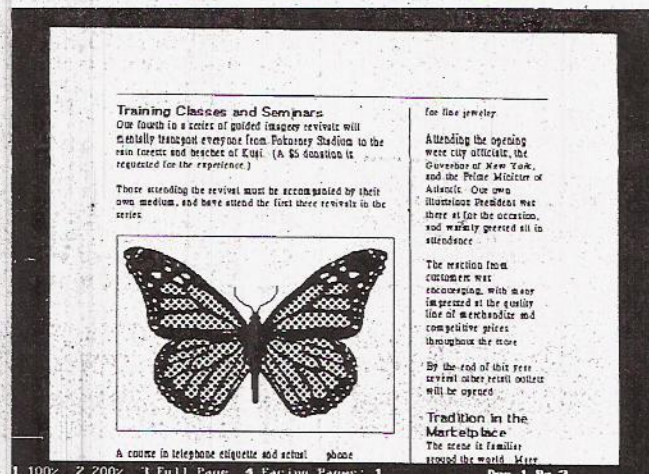 Training Classes and Seminars
Our fourth in a series of guided imagery revivals will
mentally transport everyone from Pokorney Stadium to the
rain forests and beaches of Kusi. (A $5 donation is
requested for the experience.)
Those attending the revival must be accompanied by their
own medium, and have attend the first three revivals in the
series.
A course in telephone etiquette and actual phone
for fine jewelry.
Attending the opening
were city officials, the
Governor of New York,
and the Prime Minister of
Atlantis. Our own
illustrious President was
there at for the occasion,
and warmly greeted all in
attendance.
The reaction from
customers was
encouraging, with many
impressed at the quality
line of merchandise and
competitive prices
throughout the store.
By the end of this year
several other retail outlets
will be opened.
Tradition in the
Marketplace
The scene is familiar
around the world. Many
1 100% 2 200% 3 Full Page 4 Facing Pages: 1